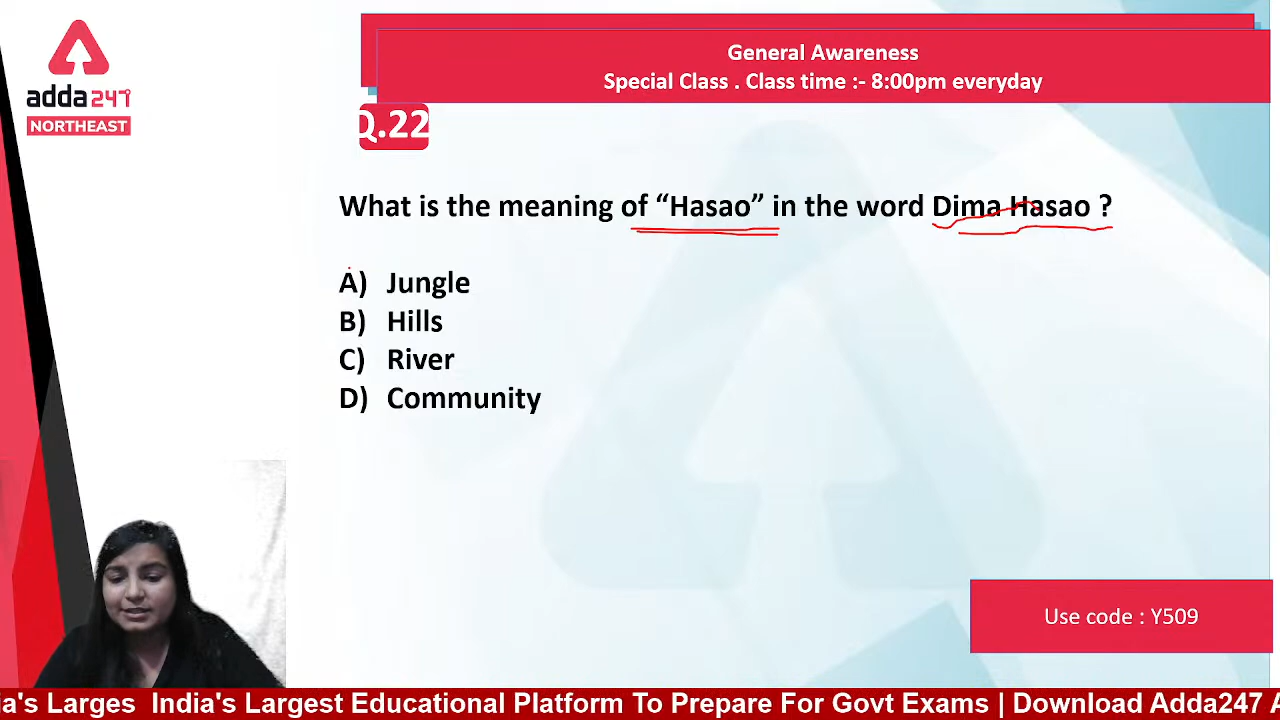 adda247
NORTHEAST
General Awareness
Special Class . Class time :- 8:00pm everyday
Q.22
What is the meaning of “Hasao” in the word Dima Hasao ?
A) Jungle
B) Hills
C) River
D) Community
Use code : Y509
ia's Larges India's Largest Educational Platform To Prepare For Govt Exams | Download Adda247 A